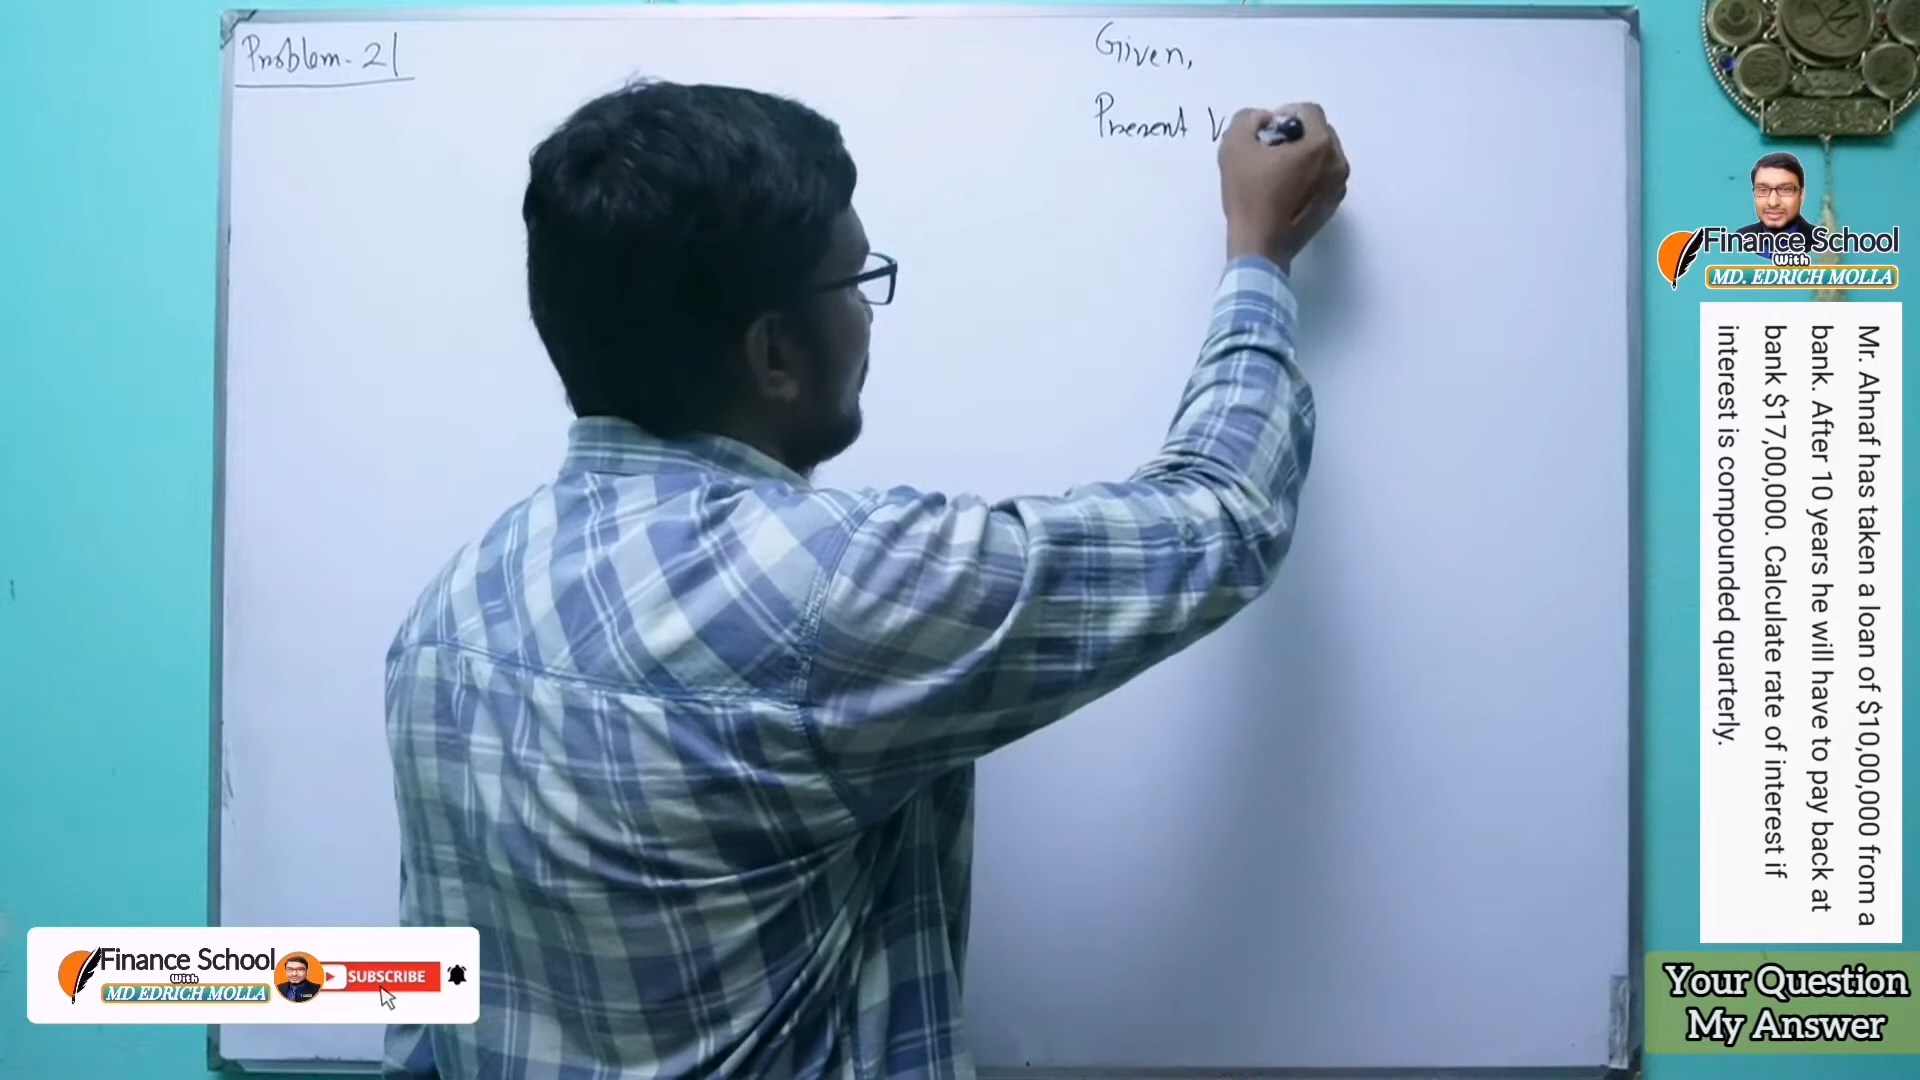 Problem- 21
Given,
Present V
Finance School
With
MD. EDRICH MOLLA
Mr. Ahnaf has taken a loan of $10,00,000 from a
bank. After 10 years he will have to pay back at
bank $17,00,000. Calculate rate of interest if
interest is compounded quarterly.
Finance School
With
MD EDRICH MOLLA
SUBSCRIBE
Your Question
My Answer